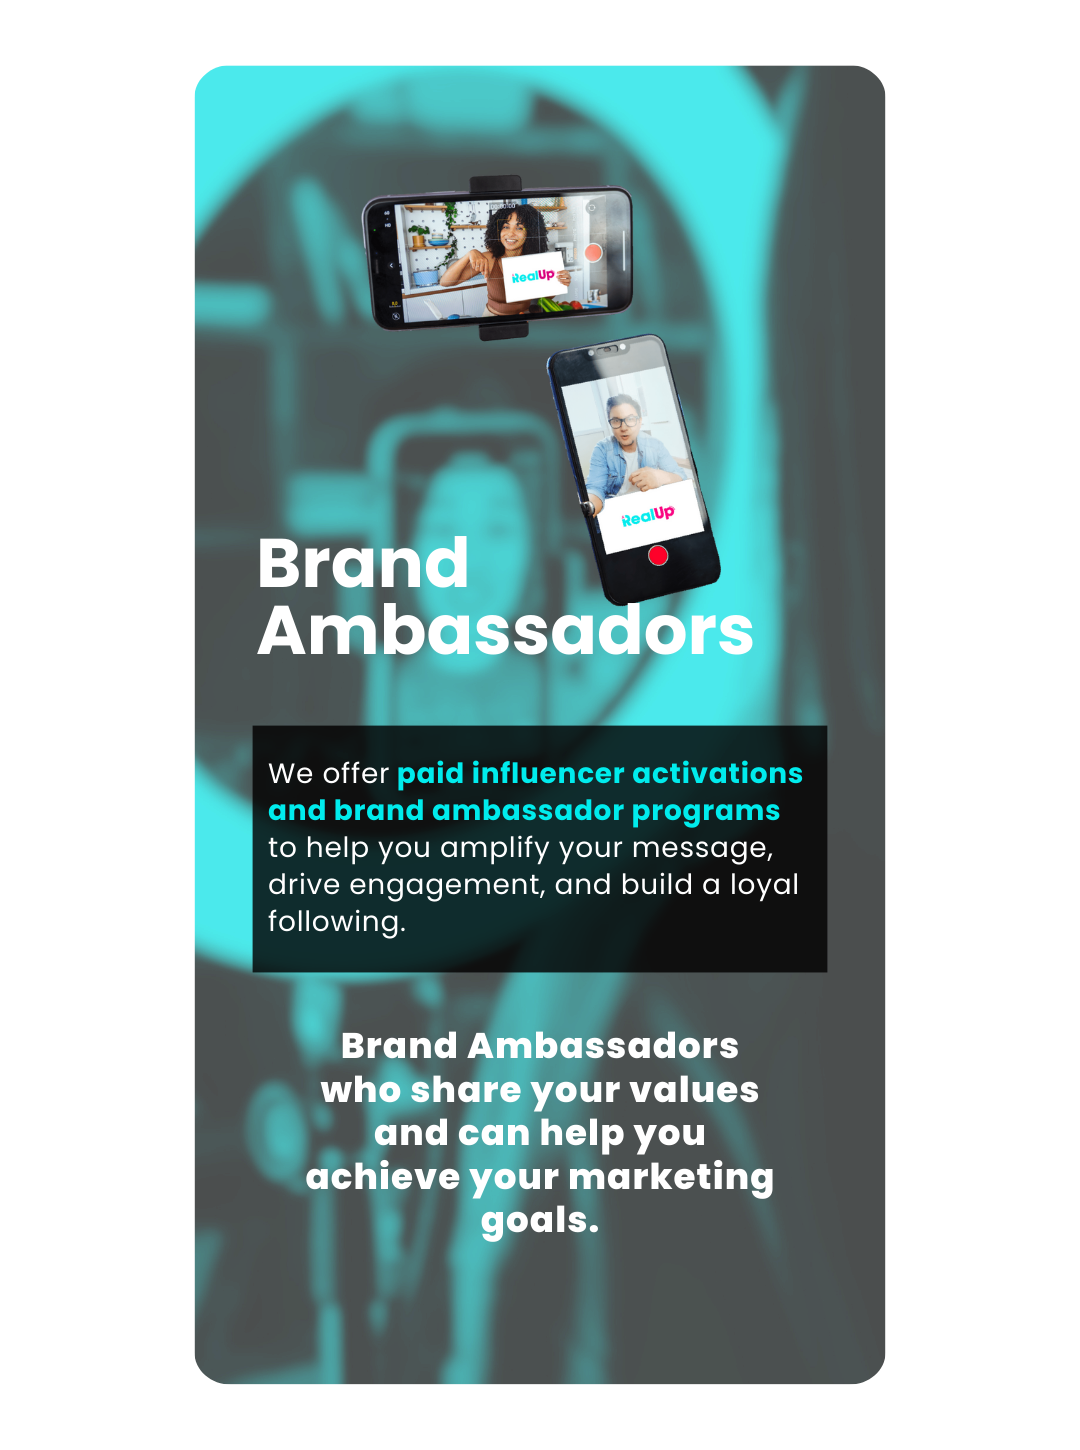 RealUp
RealUp
Brand
Ambassadors
We offer paid influencer activations
and brand ambassador programs
to help you amplify your message,
drive engagement, and build a loyal
following.
Brand Ambassadors
who share your values
and can help you
achieve your marketing
goals.